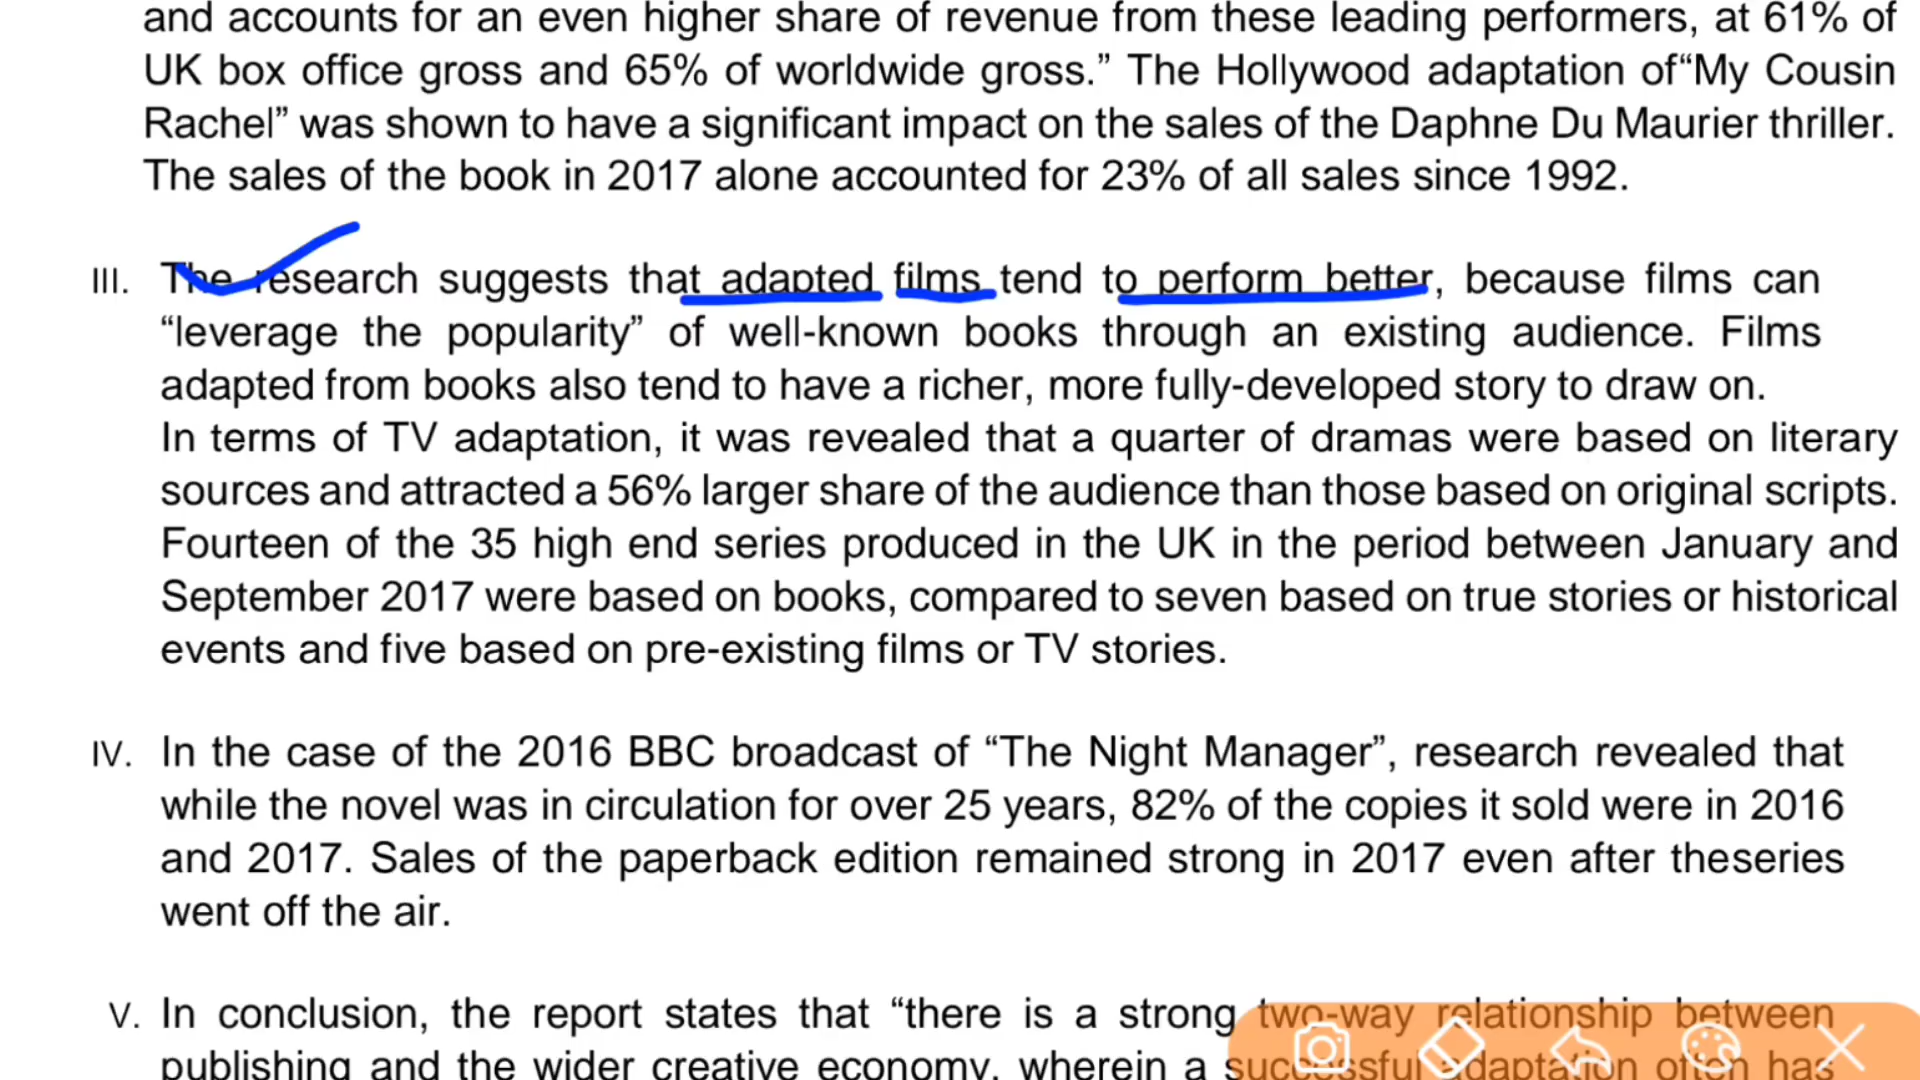 and accounts for an even higher share of revenue from these leading performers, at 61% of
UK box office gross and 65% of worldwide gross.” The Hollywood adaptation of“My Cousin
Rachel” was shown to have a significant impact on the sales of the Daphne Du Maurier thriller.
The sales of the book in 2017 alone accounted for 23% of all sales since 1992.
III. The research suggests that adapted films tend to perform better, because films can
“leverage the popularity” of well-known books through an existing audience. Films
adapted from books also tend to have a richer, more fully-developed story to draw on.
In terms of TV adaptation, it was revealed that a quarter of dramas were based on literary
sources and attracted a 56% larger share of the audience than those based on original scripts.
Fourteen of the 35 high end series produced in the UK in the period between January and
September 2017 were based on books, compared to seven based on true stories or historical
events and five based on pre-existing films or TV stories.
IV. In the case of the 2016 BBC broadcast of “The Night Manager”, research revealed that
while the novel was in circulation for over 25 years, 82% of the copies it sold were in 2016
and 2017. Sales of the paperback edition remained strong in 2017 even after theseries
went off the air.
V. In conclusion, the report states that “there is a strong two-way relationship between
publishing and the wider creative economy, wherein a successful adaptation often has